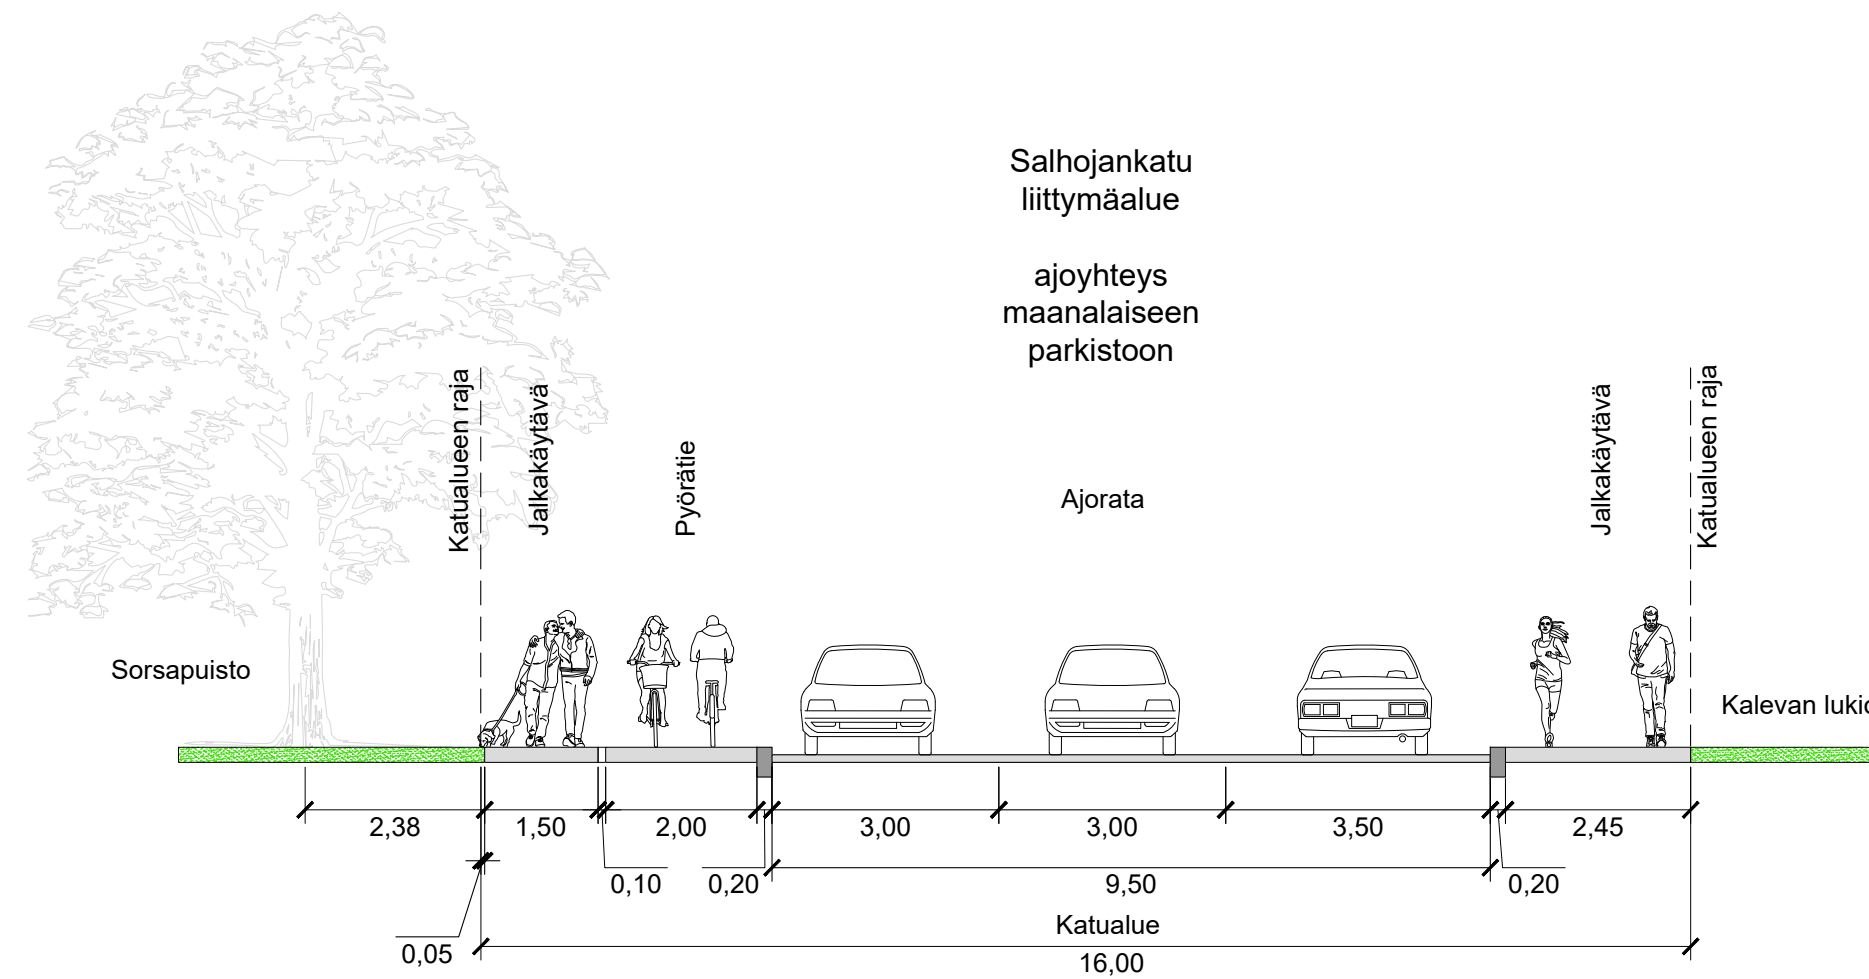 Salhojankatu
liittymäalue
ajoyhteys
maanalaiseen
parkistoon
Katualueen raja
Jalkakäytävä
Pyörätie
Ajorata
Jalkakäytävä
Katualueen raja
Sorsapuisto
Kalevan lukio
2,38
1,50
2,00
3,00
3,00
3,50
2,45
0,10
0,20
9,50
0,20
0,05
Katualue
16,00